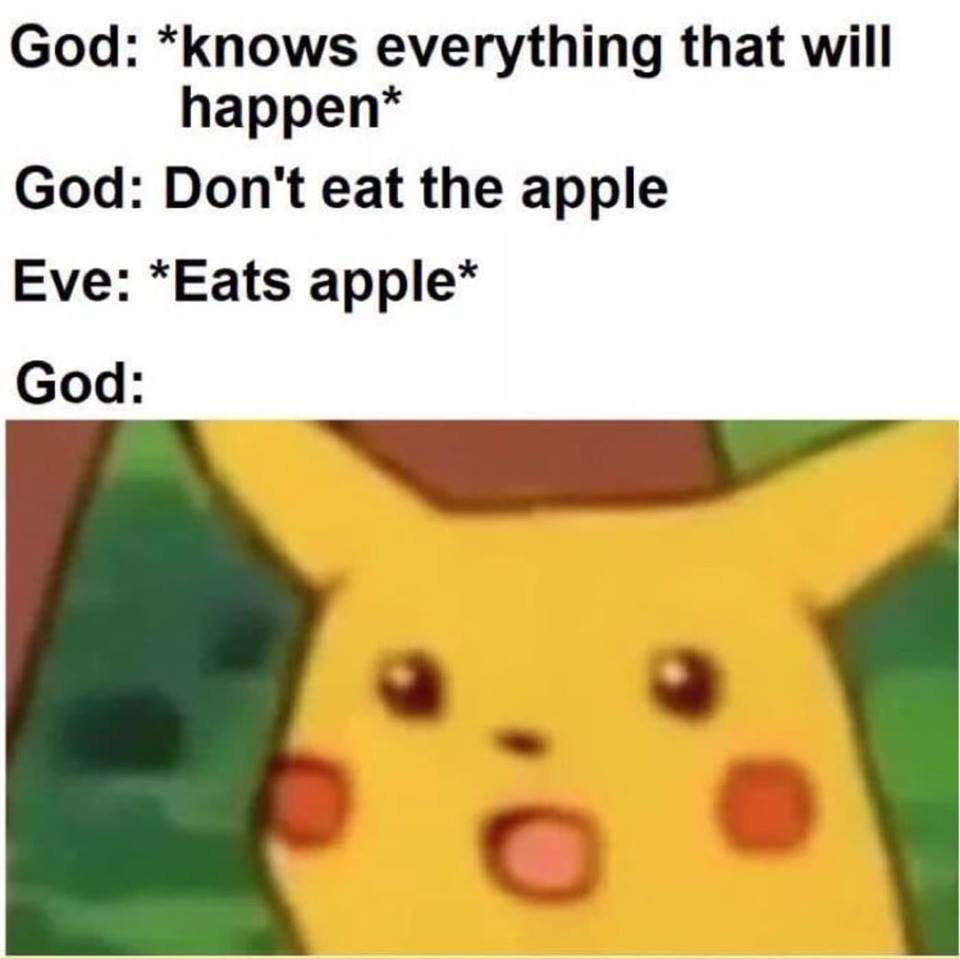 God: *knows everything that will
happen*
God: Don't eat the apple
Eve: *Eats apple*
God: